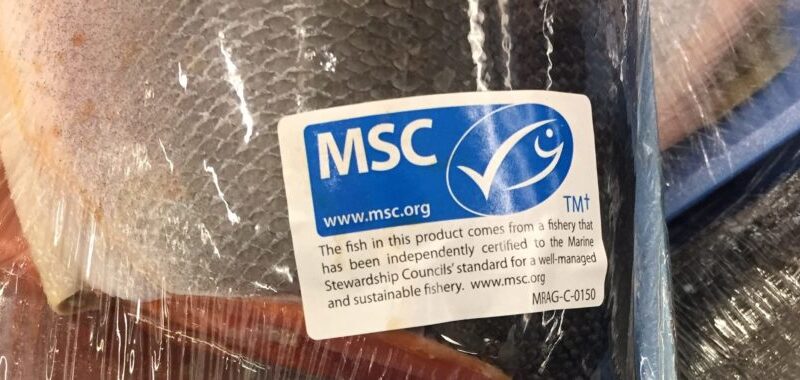 MSC
www.msc.org
TM†
The fish in this product comes from a fishery that
has been independently certified to the Marine
Stewardship Councils' standard for a well-managed
and sustainable fishery. www.msc.org
MRAG-C-0150